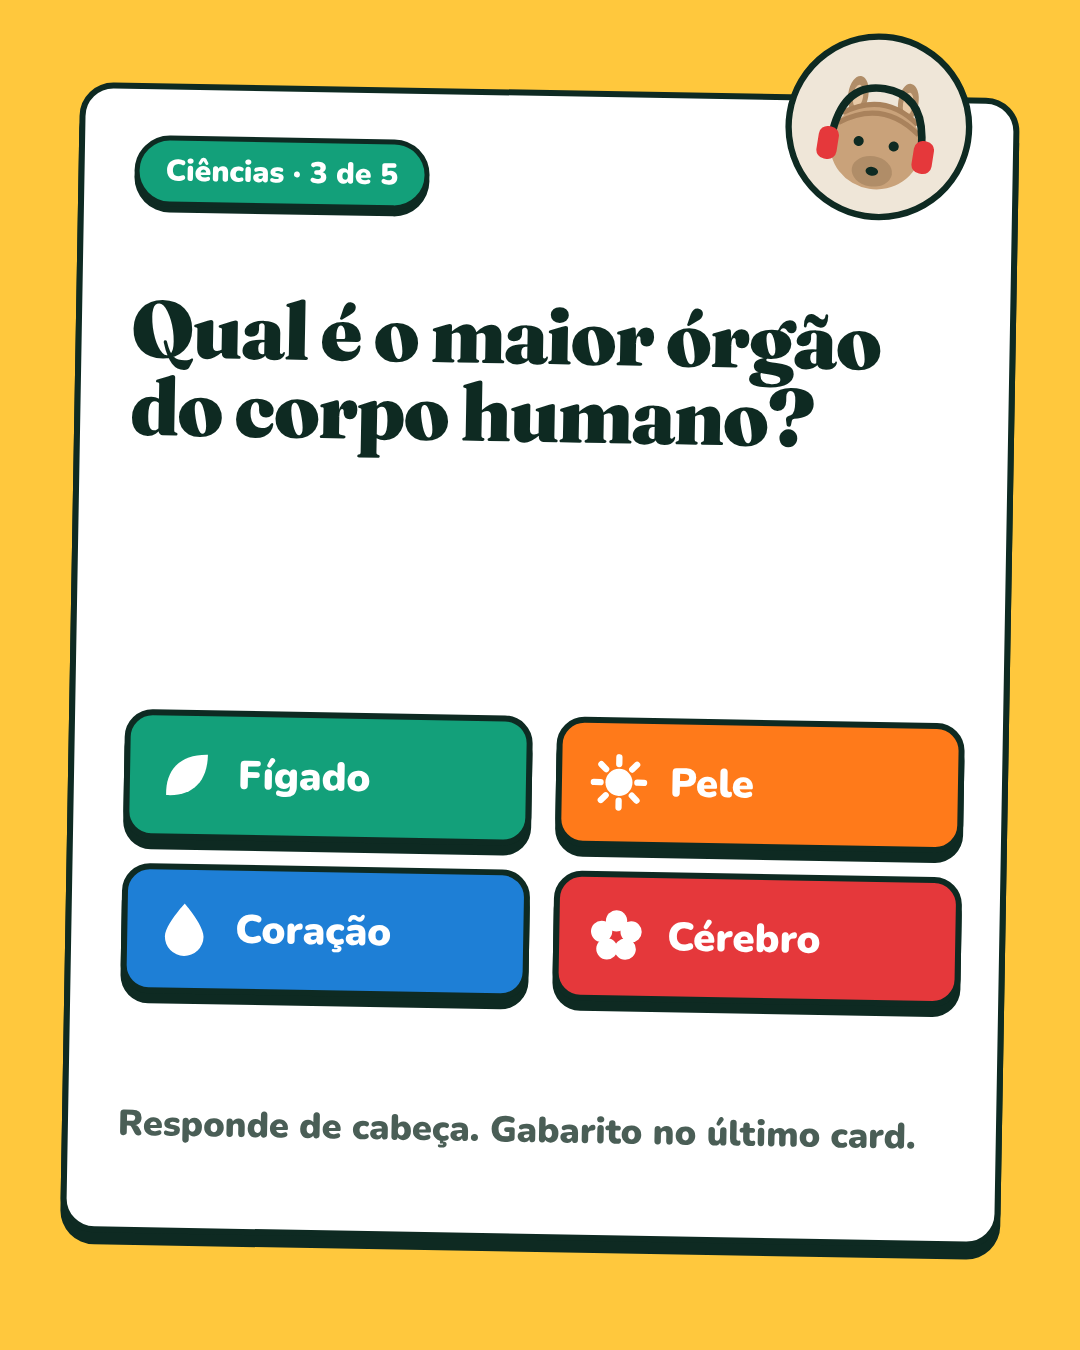 Ciências · 3 de 5
Qual é o maior órgão
do corpo humano?
Fígado
Pele
Coração
Cérebro
Responde de cabeça. Gabarito no último card.